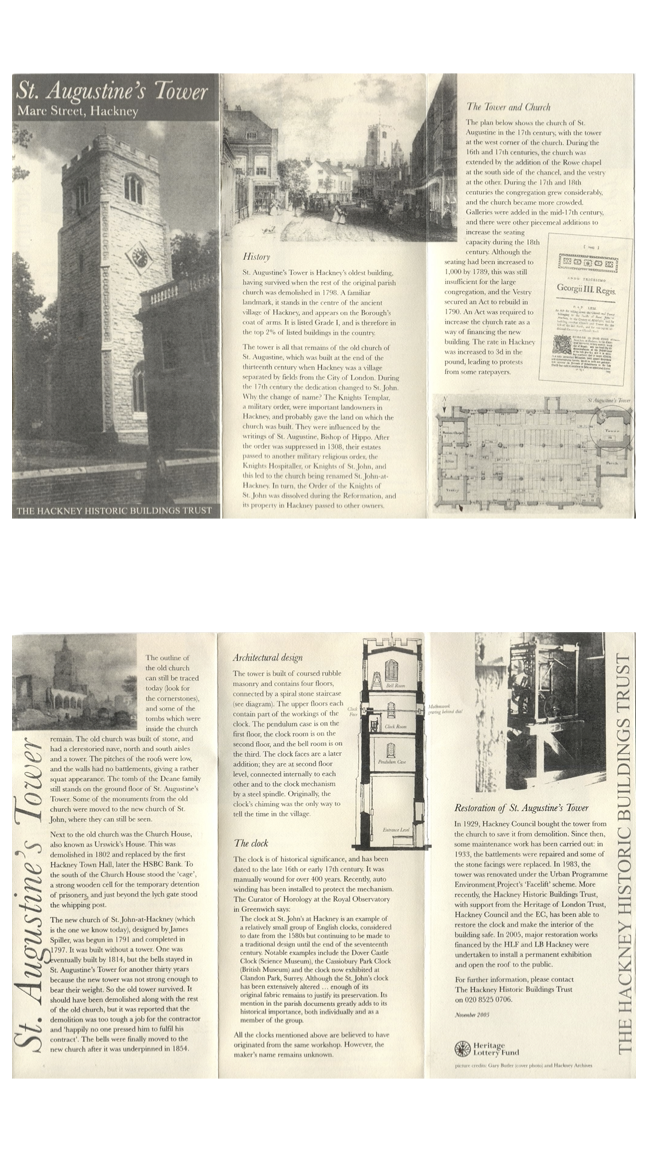 St. Augustine's Tower
Mare Street, Hackney
THE HACKNEY HISTORIC BUILDINGS TRUST
History
St. Augustine's Tower is Hackney's oldest building,
having survived when the rest of the original parish
church was demolished in 1798. A familiar
landmark, it stands in the centre of the ancient
village of Hackney, and appears on the Borough's
coat of arms. It is listed Grade I, and is therefore in
the top 2% of listed buildings in the country.
The tower is all that remains of the old church of
St. Augustine, which was built at the end of the
thirteenth century when Hackney was a village
separated by fields from the City of London. During
the 17th century the dedication changed to St. John.
Why the change of name? The Knights Templar,
a military order, were important landowners in
Hackney, and probably gave the land on which the
church was built. They were influenced by the
writings of St. Augustine, Bishop of Hippo. After
the order was suppressed in 1308, their estates
passed to another military religious order, the
Knights Hospitaller, or Knights of St. John, and
this led to the church being renamed St. John-at-
Hackney. In turn, the Order of the Knights of
St. John was dissolved during the Reformation, and
its property in Hackney passed to other owners.
The Tower and Church
The plan below shows the church of St.
Augustine in the 17th century, with the tower
at the west corner of the church. During the
16th and 17th centuries, the church was
extended by the addition of the Rowe chapel
at the south side of the chancel, and the vestry
at the other. During the 17th and 18th
centuries the congregation grew considerably,
and the church became more crowded.
Galleries were added in the mid-17th century,
and there were other piecemeal additions to
increase the seating
capacity during the 18th
century. Although the
seating had been increased to
1,000 by 1789, this was still
insufficient for the large
congregation, and the Vestry
secured an Act to rebuild in
1790. An Act was required to
increase the church rate as a
way of financing the new
building. The rate in Hackney
was increased to 3d in the
pound, leading to protests
from some ratepayers.
Georgii III. Regis.
St Augustine's Tower
The outline of
the old church
can still be traced
today (look for
the cornerstones),
and some of the
tombs which were
inside the church
remain. The old church was built of stone, and
had a clerestoried nave, north and south aisles
and a tower. The pitches of the roofs were low,
and the walls had no battlements, giving a rather
squat appearance. The tomb of the Deane family
still stands on the ground floor of St. Augustine's
Tower. Some of the monuments from the old
church were moved to the new church of St.
John, where they can still be seen.
Next to the old church was the Church House,
also known as Urswick's House. This was
demolished in 1802 and replaced by the first
Hackney Town Hall, later the HSBC Bank. To
the south of the Church House stood the 'cage',
a strong wooden cell for the temporary detention
of prisoners, and just beyond the lych gate stood
the whipping post.
The new church of St. John-at-Hackney (which
is the one we know today), designed by James
Spiller, was begun in 1791 and completed in
1797. It was built without a tower. One was
eventually built by 1814, but the bells stayed in
St. Augustine's Tower for another thirty years
because the new tower was not strong enough to
bear their weight. So the old tower survived. It
should have been demolished along with the rest
of the old church, but it was reported that the
demolition was too tough a job for the contractor
and 'happily no one pressed him to fulfil his
contract'. The bells were finally moved to the
new church after it was underpinned in 1854.
St. Augustine's Tower
Architectural design
The tower is built of coursed rubble
masonry and contains four floors,
connected by a spiral stone staircase
(see diagram). The upper floors each
contain part of the workings of the
clock. The pendulum case is on the
first floor, the clock room is on the
second floor, and the bell room is on
the third. The clock faces are a later
addition; they are at second floor
level, connected internally to each
other and to the clock mechanism
by a steel spindle. Originally, the
clock's chiming was the only way to
tell the time in the village.
Bell Room
Clock Face
Clock Room
Pendulum Case
Entrance Level
The clock
The clock is of historical significance, and has been
dated to the late 16th or early 17th century. It was
manually wound for over 400 years. Recently, auto
winding has been installed to protect the mechanism.
The Curator of Horology at the Royal Observatory
in Greenwich says:
The clock at St. John's at Hackney is an example of
a relatively small group of English clocks, considered
to date from the 1580s but continuing to be made to
a traditional design until the end of the seventeenth
century. Notable examples include the Dover Castle
Clock (Science Museum), the Cassiobury Park Clock
(British Museum) and the clock now exhibited at
Clandon Park, Surrey. Although the St. John's clock
has been extensively altered ... enough of its
original fabric remains to justify its preservation. Its
mention in the parish documents greatly adds to its
historical importance, both individually and as a
member of the group.
All the clocks mentioned above are believed to have
originated from the same workshop. However, the
maker's name remains unknown.
Restoration of St. Augustine's Tower
In 1929, Hackney Council bought the tower from
the church to save it from demolition. Since then,
some maintenance work has been carried out: in
1933, the battlements were repaired and some of
the stone facings were replaced. In 1983, the
tower was renovated under the Urban Programme
Environment Project's 'Facelift' scheme. More
recently, the Hackney Historic Buildings Trust,
with support from the Heritage of London Trust,
Hackney Council and the EC, has been able to
restore the clock and make the interior of the
building safe. In 2005, major restoration works
financed by the HLF and LB Hackney were
undertaken to install a permanent exhibition
and open the roof to the public.
For further information, please contact
The Hackney Historic Buildings Trust
on 020 8525 0706.
November 2005
Heritage
Lottery Fund
picture credits: Gary Butler (cover photo) and Hackney Archives
THE HACKNEY HISTORIC BUILDINGS TRUST